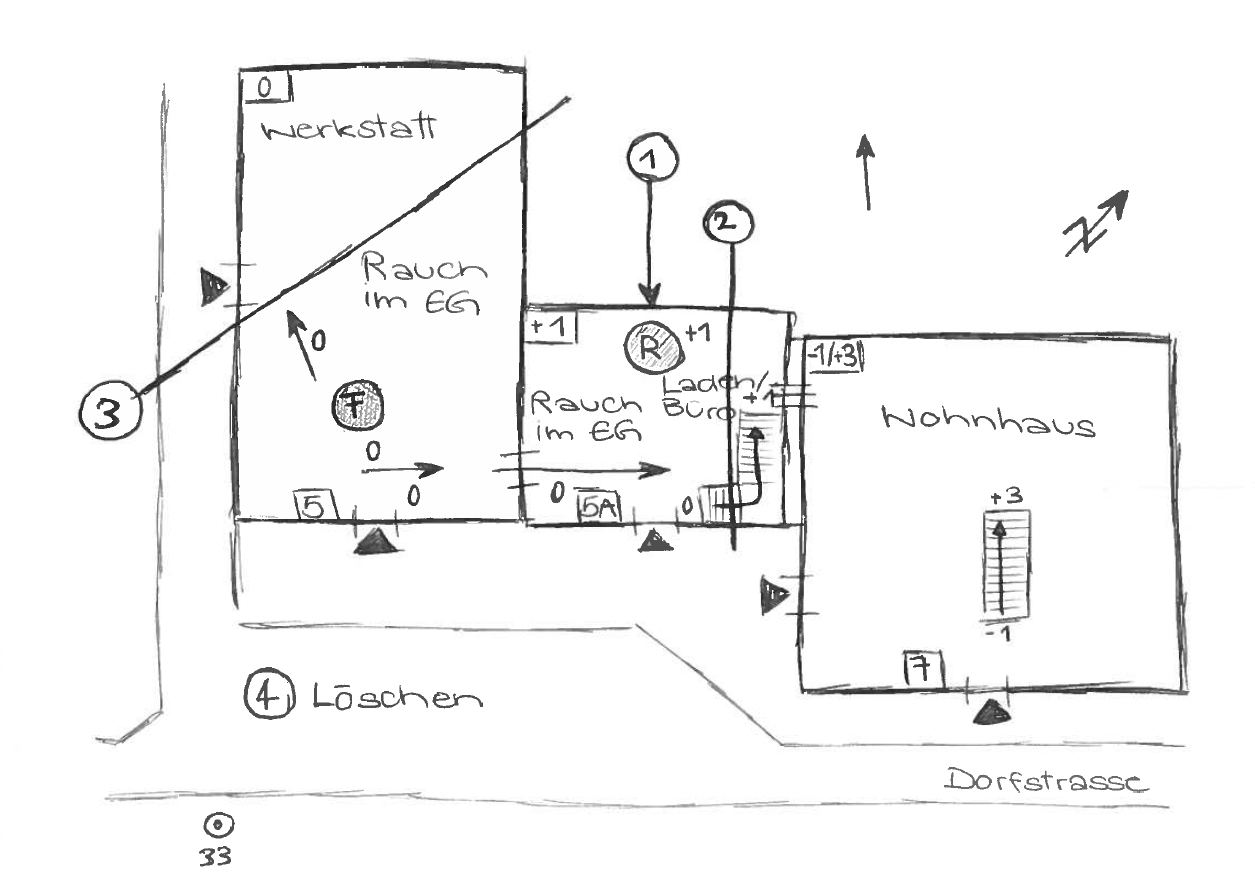 0
Werkstatt
1
2
N
Rauch
im EG
0
+1
R
+1
-1/+3
Laden/
Büro
+1
Rauch
im EG
Wohnhaus
3
F
0
0
0
5
5A
0
+3
-1
7
4 Löschen
Dorfstrasse
33